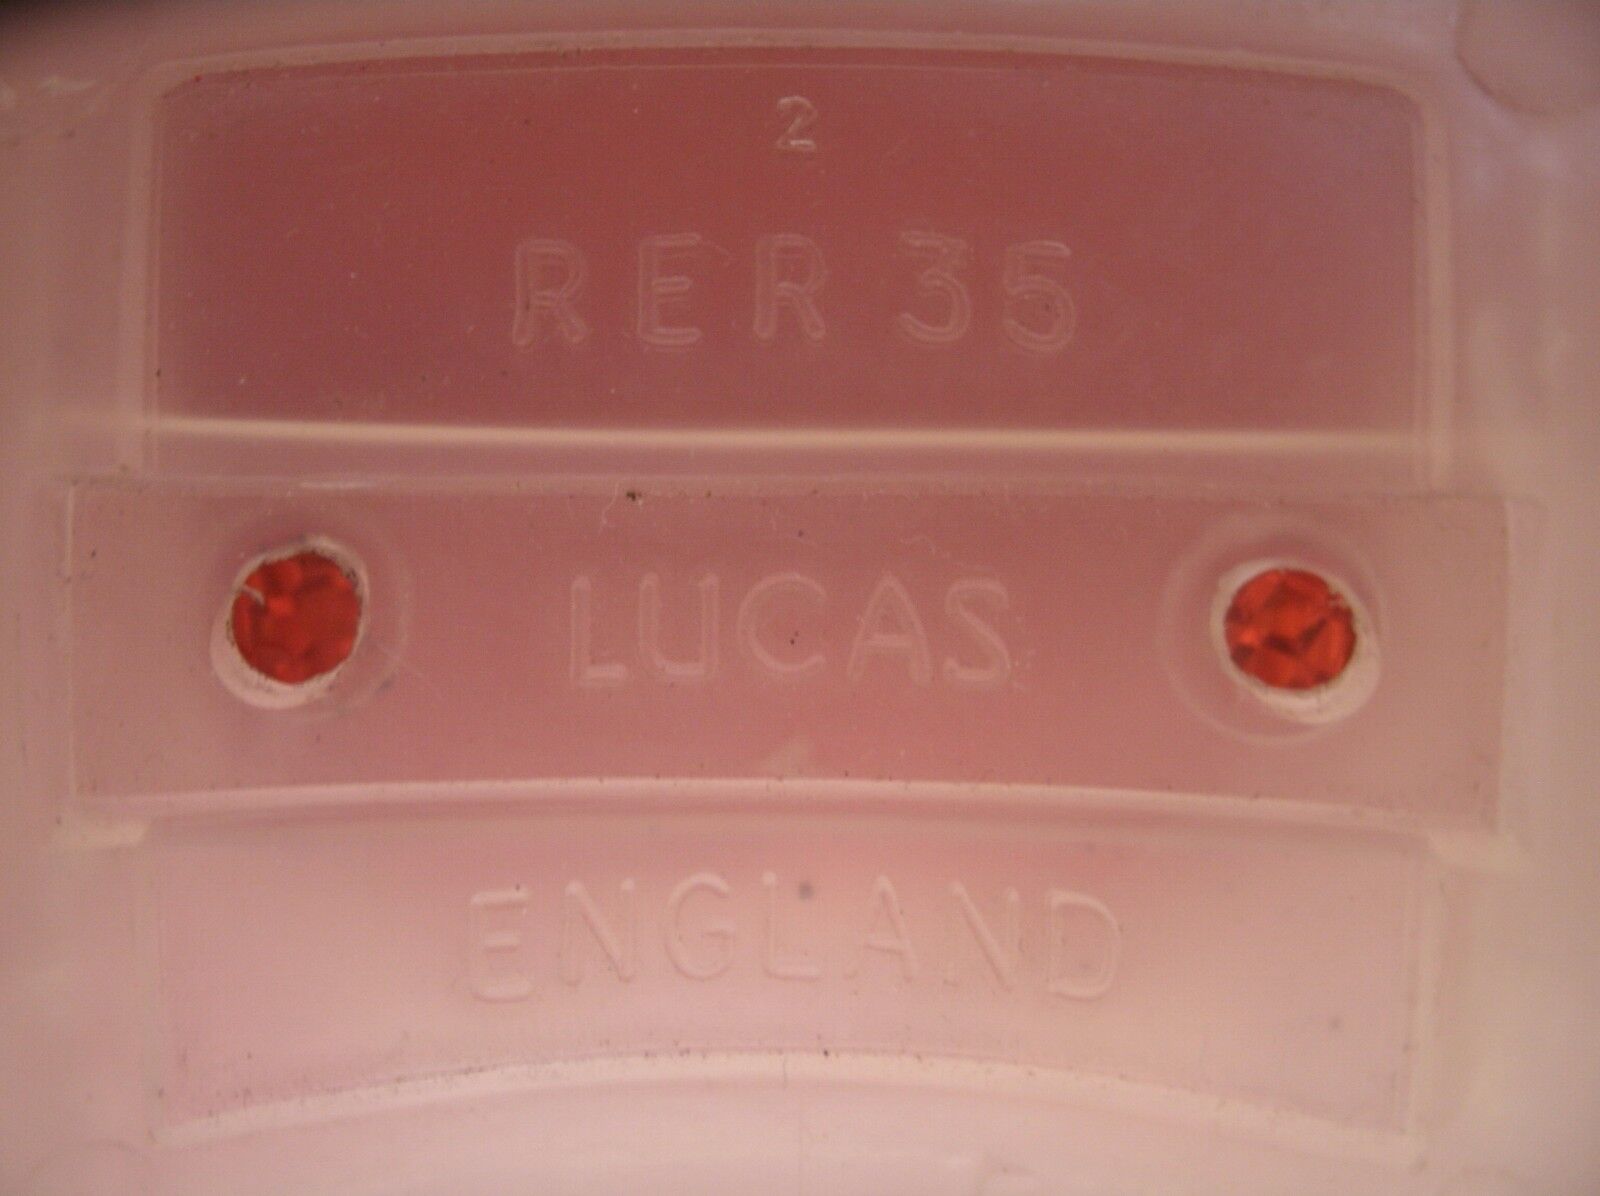 2
RER 35
LUCAS
ENGLAND